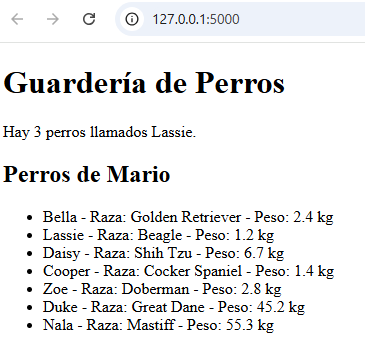 127.0.0.1:5000
Guardería de Perros
Hay 3 perros llamados Lassie.
Perros de Mario
• Bella - Raza: Golden Retriever - Peso: 2.4 kg
• Lassie - Raza: Beagle - Peso: 1.2 kg
• Daisy - Raza: Shih Tzu - Peso: 6.7 kg
• Cooper - Raza: Cocker Spaniel - Peso: 1.4 kg
• Zoe - Raza: Doberman - Peso: 2.8 kg
• Duke - Raza: Great Dane - Peso: 45.2 kg
• Nala - Raza: Mastiff - Peso: 55.3 kg